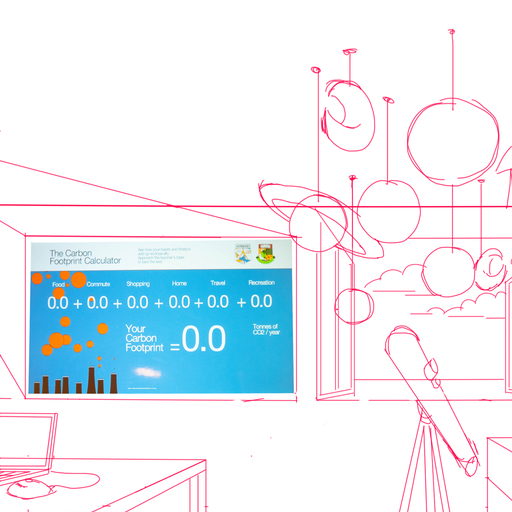 The Carbon
Footprint Calculator
Food Commute Shopping Home Travel Recreation
0.0 + 0.0 + 0.0 + 0.0 + 0.0 + 0.0
Your
Carbon
Footprint
=0.0
Tonnes of
CO2 / year